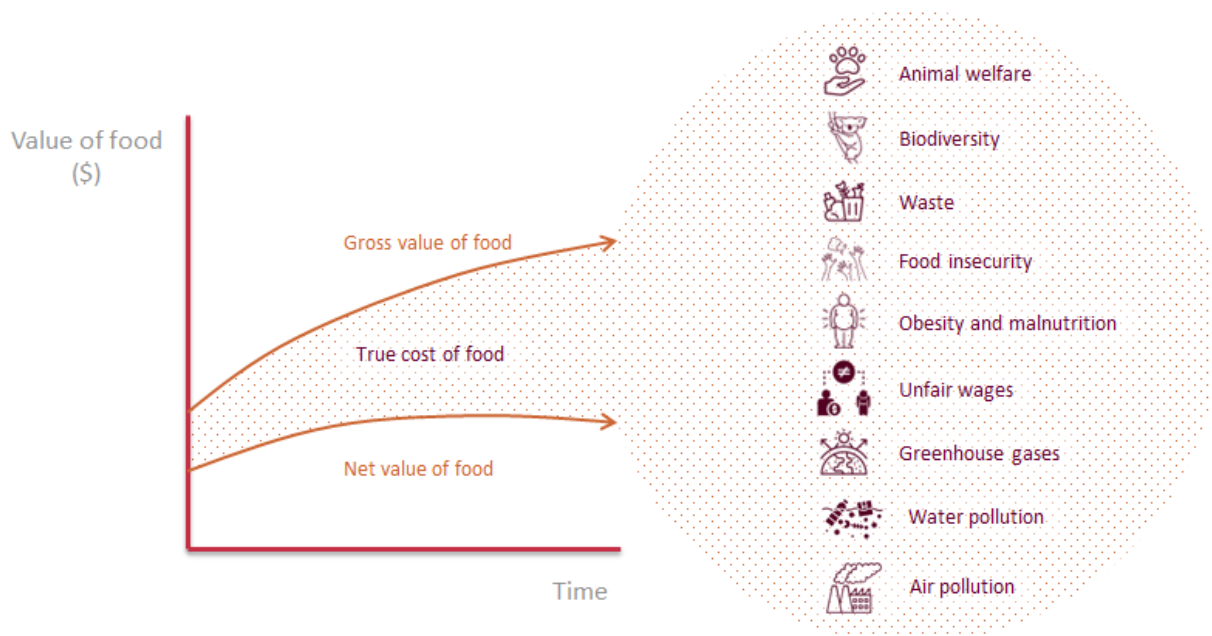 Value of food
($)
Gross value of food
True cost of food
Net value of food
Time
Animal welfare
Biodiversity
Waste
Food insecurity
Obesity and malnutrition
≠
$
Unfair wages
Greenhouse gases
Water pollution
Air pollution